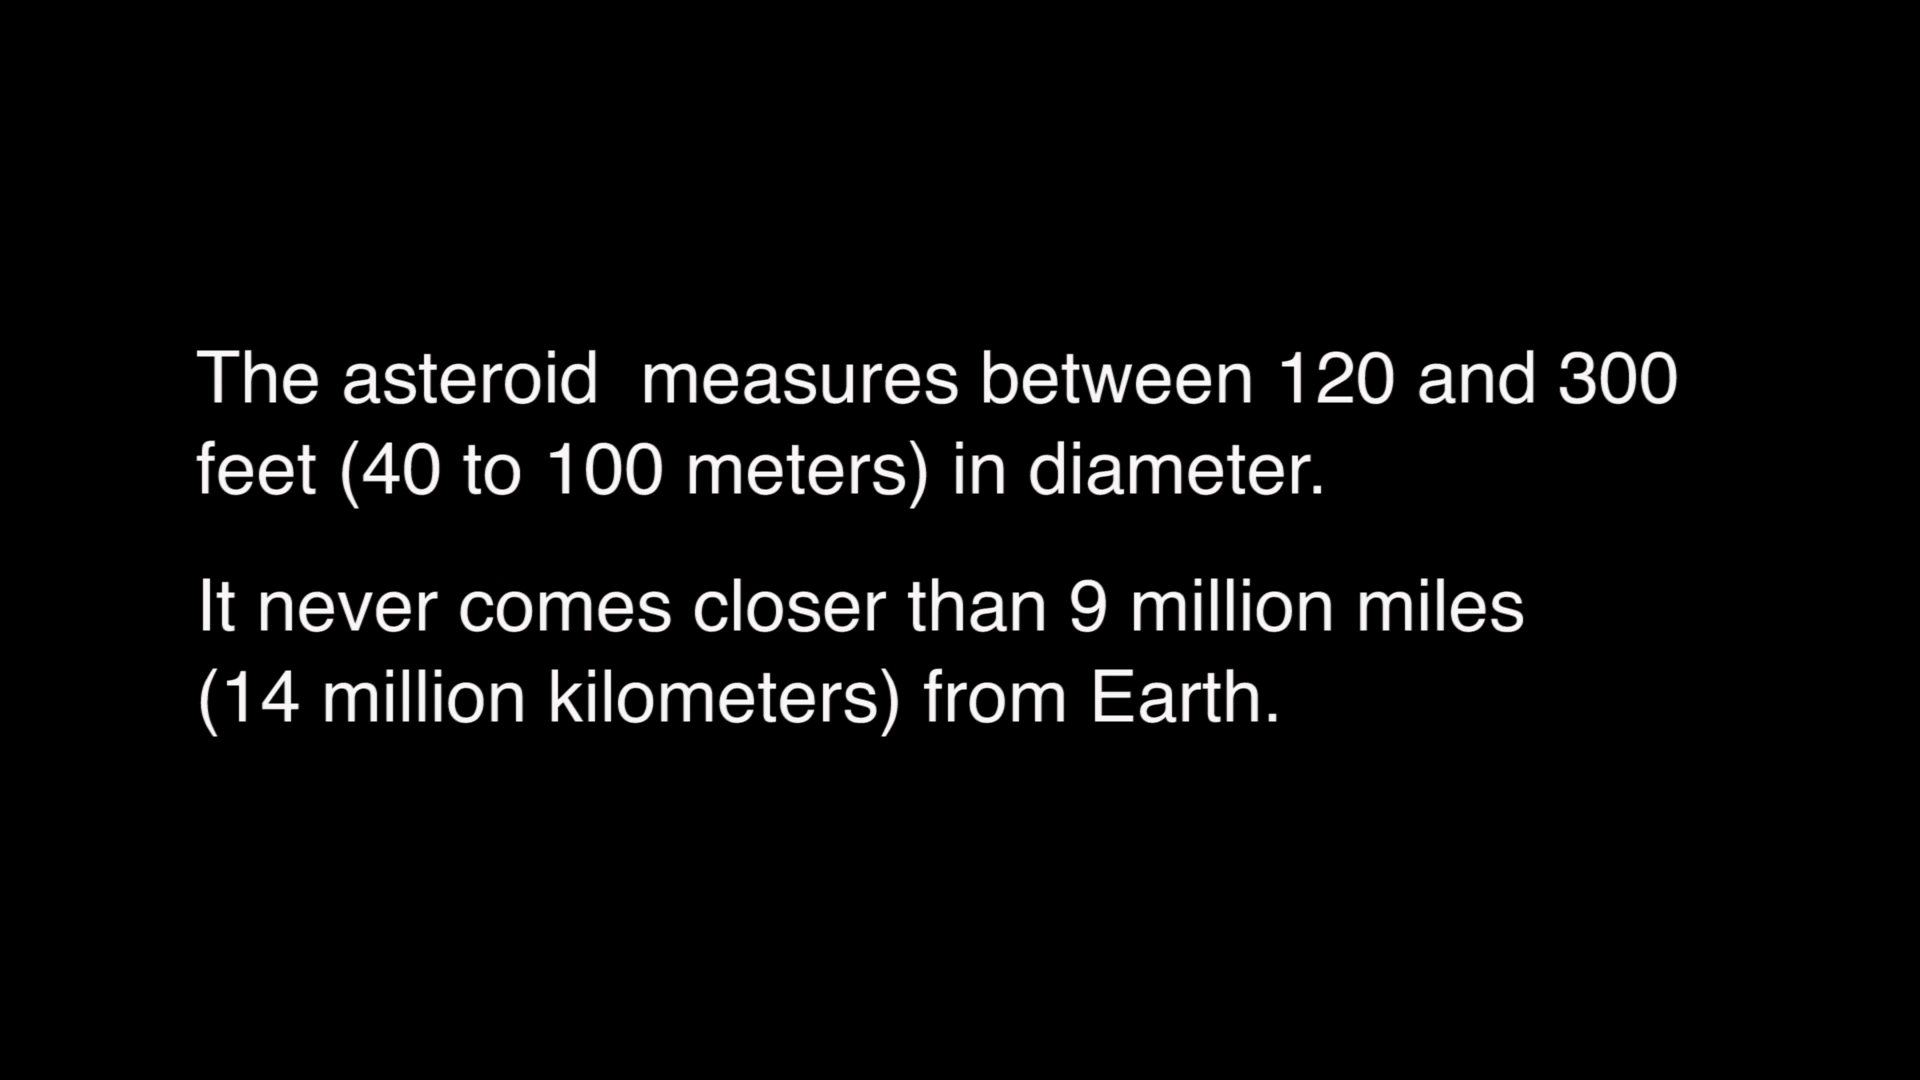 The asteroid  measures between 120 and 300
feet (40 to 100 meters) in diameter.
It never comes closer than 9 million miles
(14 million kilometers) from Earth.